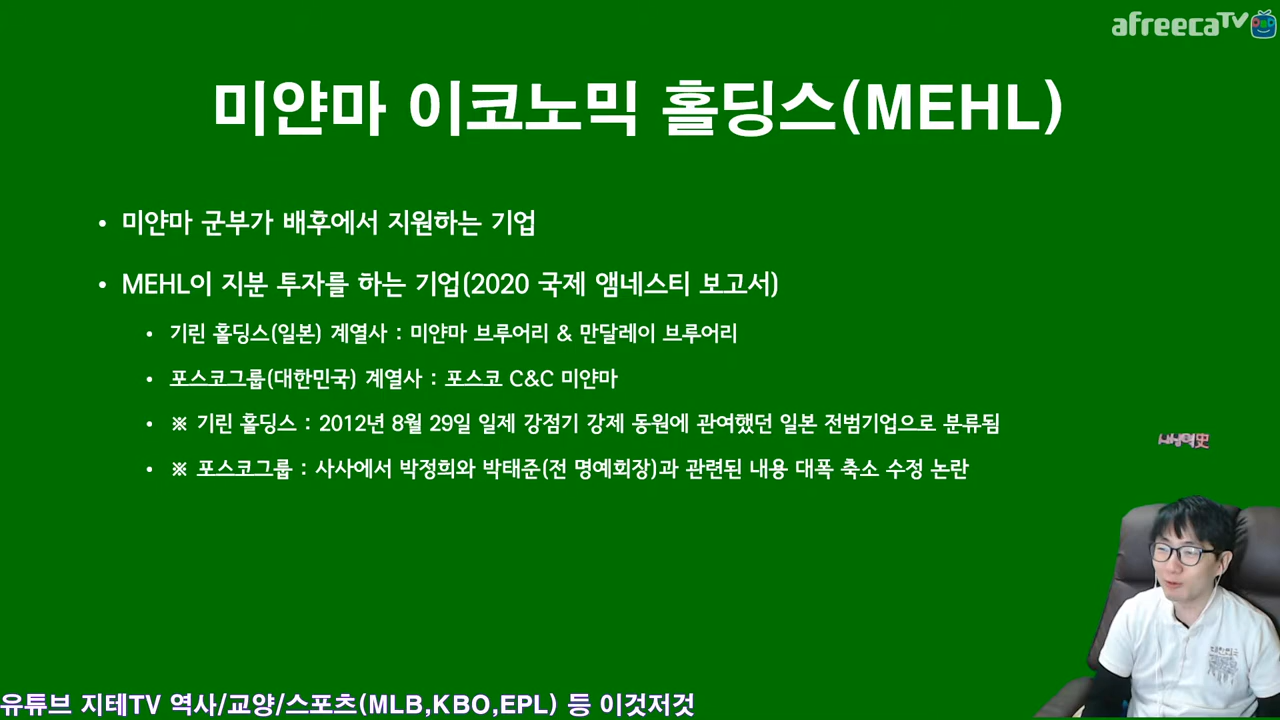 afreecaTV
미얀마 이코노믹 홀딩스(MEHL)
• 미얀마 군부가 배후에서 지원하는 기업
• MEHL이 지분 투자를 하는 기업(2020 국제 앰네스티 보고서)
• 기린 홀딩스(일본) 계열사 : 미얀마 브루어리 & 만달레이 브루어리
• 포스코그룹(대한민국) 계열사 : 포스코 C&C 미얀마
• ※ 기린 홀딩스 : 2012년 8월 29일 일제 강점기 강제 동원에 관여했던 일본 전범기업으로 분류됨
• ※ 포스코그룹 : 사사에서 박정희와 박태준(전 명예회장)과 관련된 내용 대폭 축소 수정 논란
대한민국
유튜브 지테TV 역사/교양/스포츠(MLB,KBO,EPL) 등 이것저것